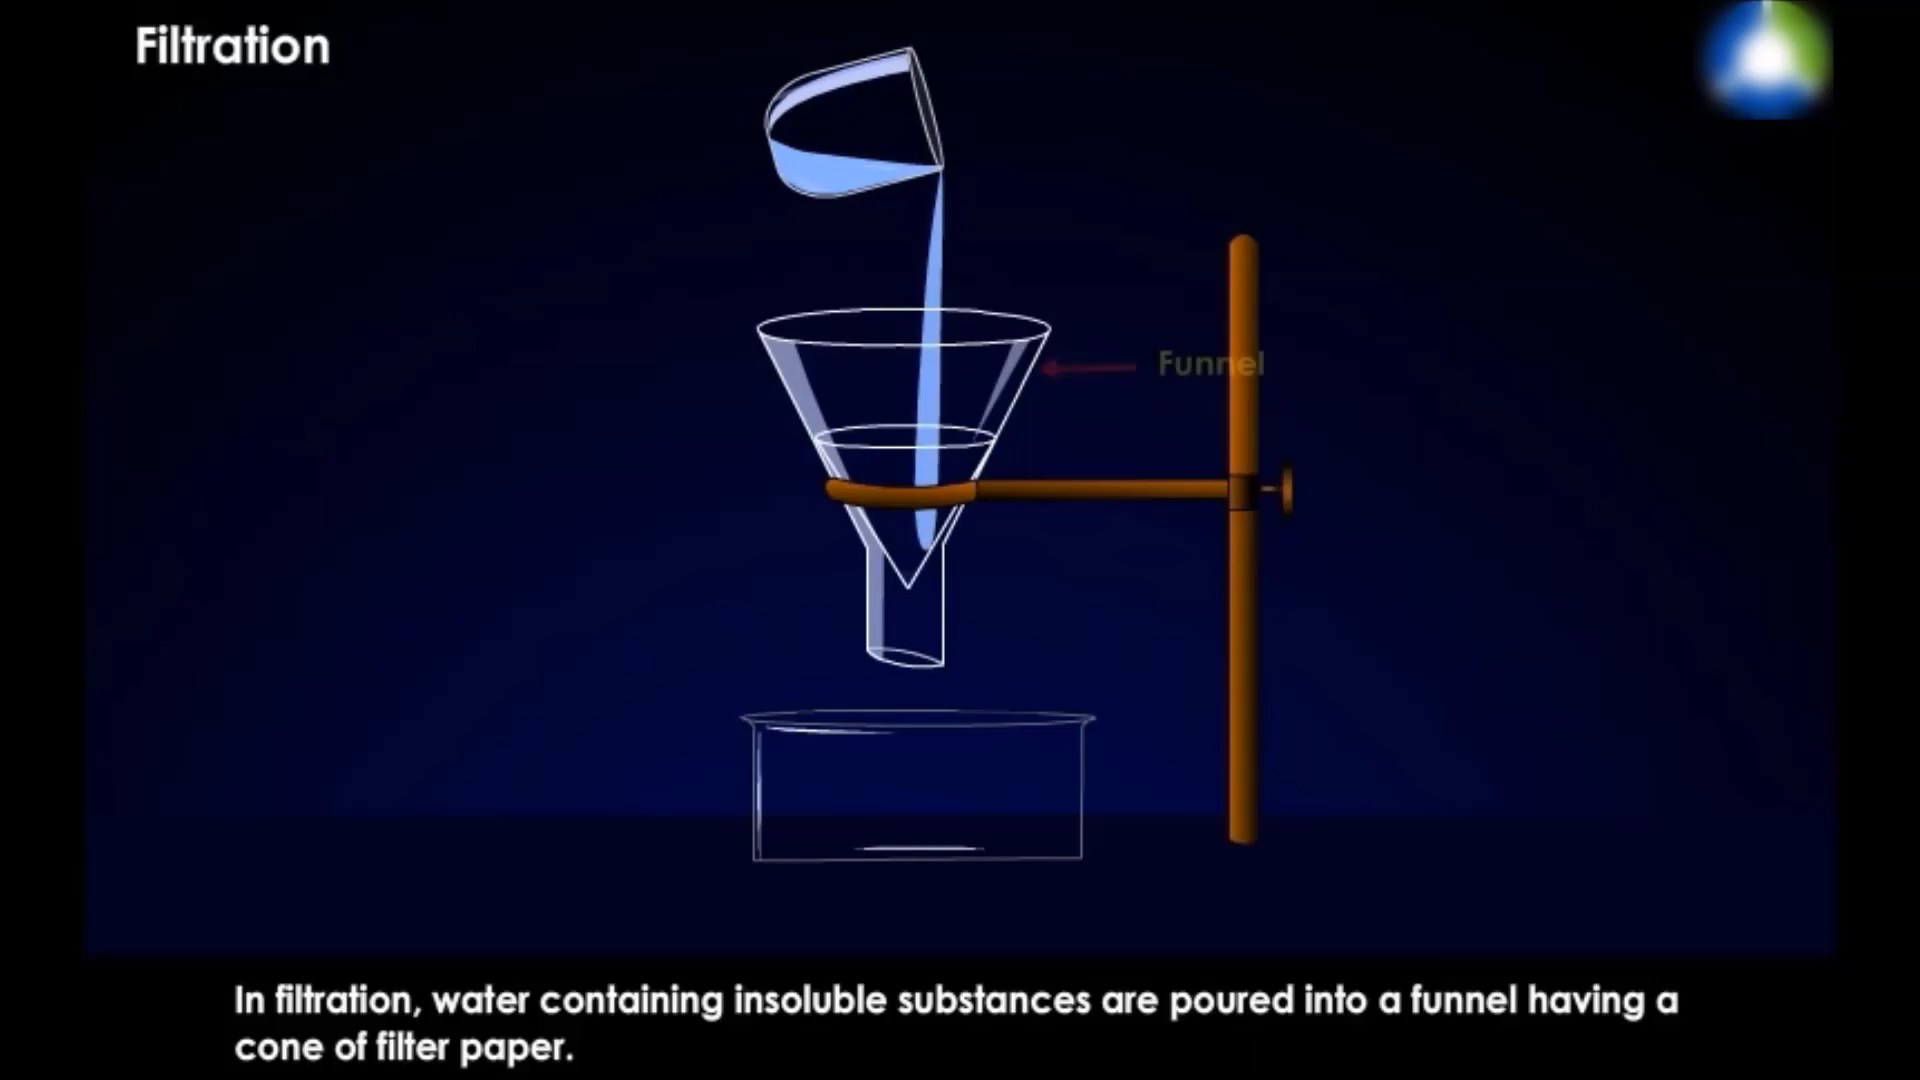 Filtration
Funnel
In filtration, water containing insoluble substances are poured into a funnel having a
cone of filter paper.